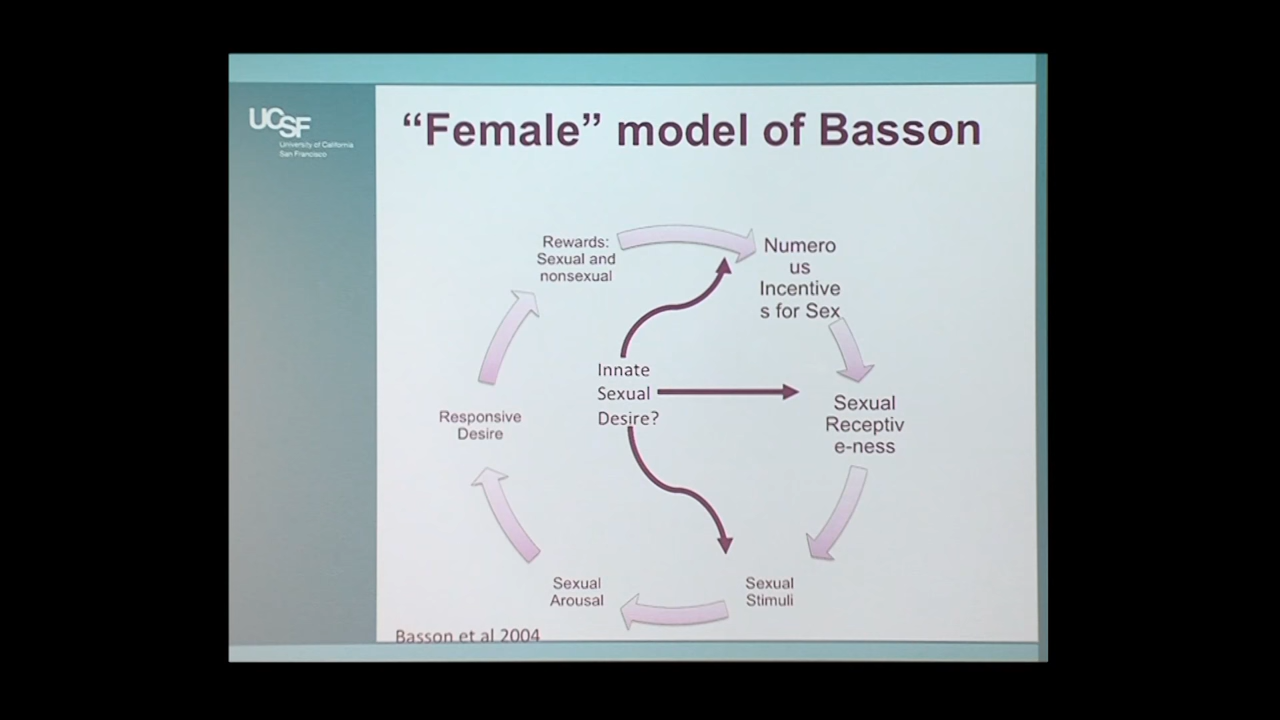 UCSF
University of California
San Francisco
“Female” model of Basson
Rewards:
Sexual and
nonsexual
Numero
us
Incentive
s for Sex
Innate
Sexual
Desire?
Sexual
Receptiv
e-ness
Responsive
Desire
Sexual
Arousal
Sexual
Stimuli
Basson et al 2004